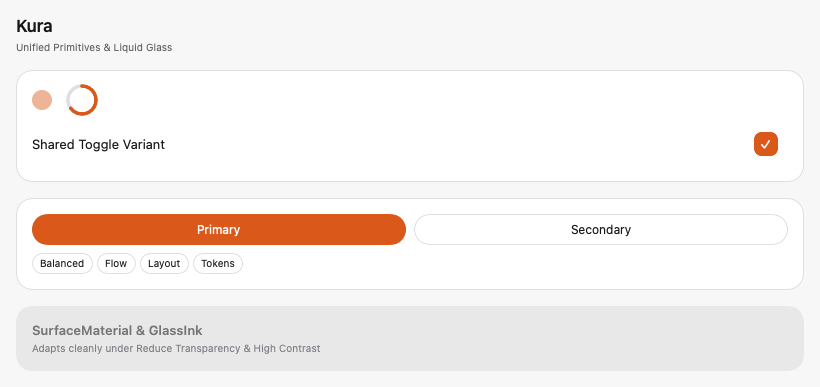 Kura
Unified Primitives & Liquid Glass
Shared Toggle Variant
Primary
Secondary
Balanced
Flow
Layout
Tokens
SurfaceMaterial & GlassInk
Adapts cleanly under Reduce Transparency & High Contrast